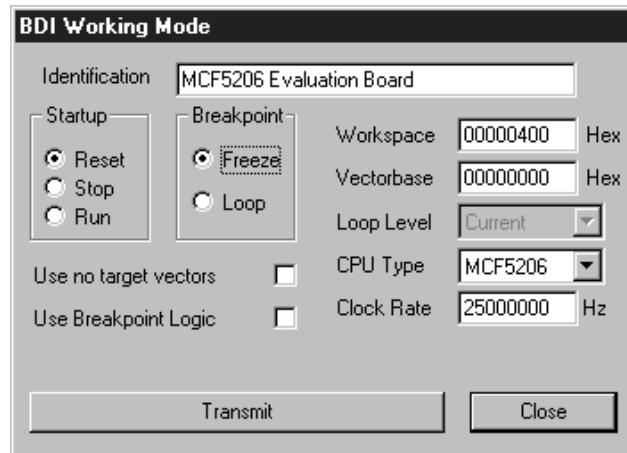 BDI Working Mode
Identification MCF5206 Evaluation Board
Startup
Reset
Stop
Run
Breakpoint
Freeze
Loop
Workspace 00000400 Hex
Vectorbase 00000000 Hex
Loop Level Current
CPU Type MCF5206
Clock Rate 25000000 Hz
Use no target vectors
Use Breakpoint Logic
Transmit Close